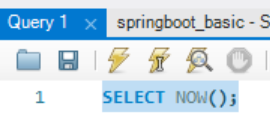 Query 1 × springboot_basic - S
1 SELECT NOW();